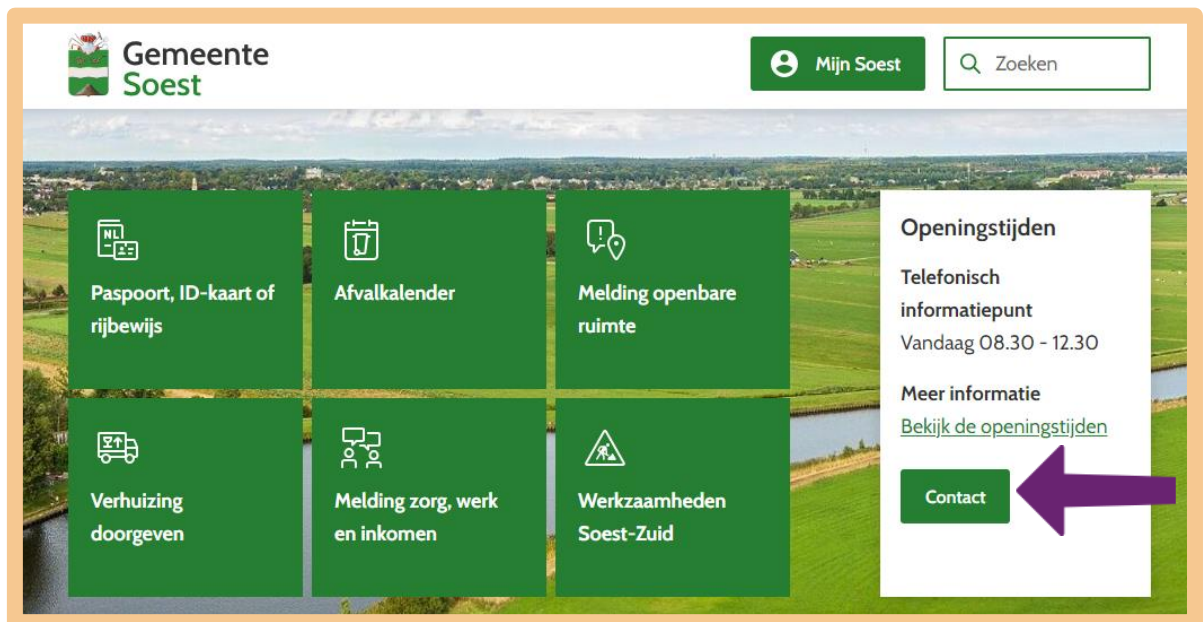 Gemeente
Soest
Mijn Soest
Zoeken
NL
Paspoort, ID-kaart of
rijbewijs
Afvalkalender
Melding openbare
ruimte
Verhuizing
doorgeven
Melding zorg, werk
en inkomen
Werkzaamheden
Soest-Zuid
Openingstijden
Telefonisch
informatiepunt
Vandaag 08.30 - 12.30
Meer informatie
Bekijk de openingstijden
Contact